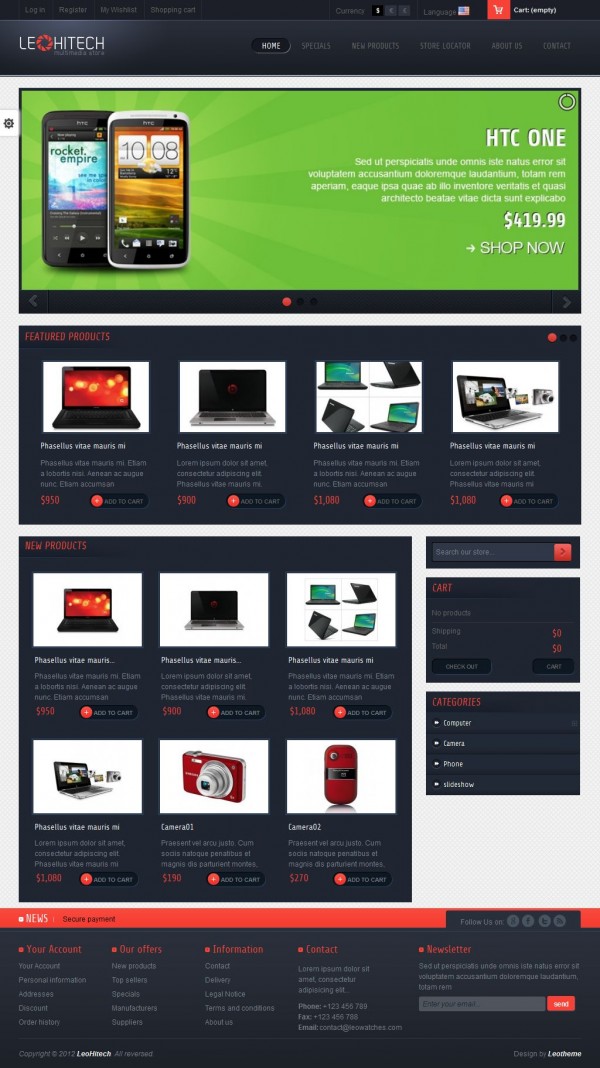 Log in Register My Wishlist Shopping cart Currency $ € £ Language Cart: (empty)
LEOHITECH
multimedia store
HOME SPECIALS NEW PRODUCTS STORE LOCATOR ABOUT US CONTACT
HTC ONE
Sed ut perspiciatis unde omnis iste natus error sit
voluptatem accusantium doloremque laudantium, totam rem
aperiam, eaque ipsa quae ab illo inventore veritatis et quasi
architecto beatae vitae dicta sunt explicabo
$419.99
SHOP NOW
hTC
rocket.
empire
hTC
10 08
FEATURED PRODUCTS
Phasellus vitae mauris mi
Phasellus vitae mauris mi. Etiam
a lobortis nisi. Aenean ac augue
nunc. Etiam accumsan
$950 ADD TO CART
Phasellus vitae mauris mi
Lorem ipsum dolor sit amet,
consectetur adipiscing elit.
Phasellus vitae mauris mi.
$900 ADD TO CART
Phasellus vitae mauris mi
Phasellus vitae mauris mi. Etiam
a lobortis nisi. Aenean ac augue
nunc. Etiam accumsan
$1,080 ADD TO CART
Phasellus vitae mauris mi
Lorem ipsum dolor sit amet,
consectetur adipiscing elit.
Phasellus vitae mauris mi.
$1,080 ADD TO CART
NEW PRODUCTS
Phasellus vitae mauris...
Phasellus vitae mauris mi. Etiam
a lobortis nisi. Aenean ac augue
nunc. Etiam accumsan
$950 ADD TO CART
Phasellus vitae mauris...
Lorem ipsum dolor sit amet,
consectetur adipiscing elit.
Phasellus vitae mauris mi.
$900 ADD TO CART
Phasellus vitae mauris mi
Phasellus vitae mauris mi. Etiam
a lobortis nisi. Aenean ac augue
nunc. Etiam accumsan
$1,080 ADD TO CART
Phasellus vitae mauris mi
Lorem ipsum dolor sit amet,
consectetur adipiscing elit.
Phasellus vitae mauris mi.
$1,080 ADD TO CART
Camera01
Praesent vel arcu justo. Cum
sociis natoque penatibus et
magnis dis parturient montes,
$190 ADD TO CART
Camera02
Praesent vel arcu justo. Cum
sociis natoque penatibus et
magnis dis parturient montes,
$270 ADD TO CART
Search our store...
CART
No products
Shipping $0
Total $0
CHECK OUT CART
CATEGORIES
Computer
Camera
Phone
slideshow
NEWS Secure payment
Follow Us on:
Your Account
Your Account
Personal information
Addresses
Discount
Order history
Our offers
New products
Top sellers
Specials
Manufacturers
Suppliers
Information
Contact
Delivery
Legal Notice
Terms and conditions
About us
Contact
Lorem ipsum dolor sit amet,
consectetur
adipiscing elit...
Phone: +123 456 789
Fax: +123 456 788
Email: contact@leowatches.com
Newsletter
Sed ut perspiciatis unde omnis iste natus error sit
voluptatem accusantium doloremque laudantium,
totam rem
Enter your email... send
Copyright © 2012 LeoHitech. All reversed
Design by Leotheme